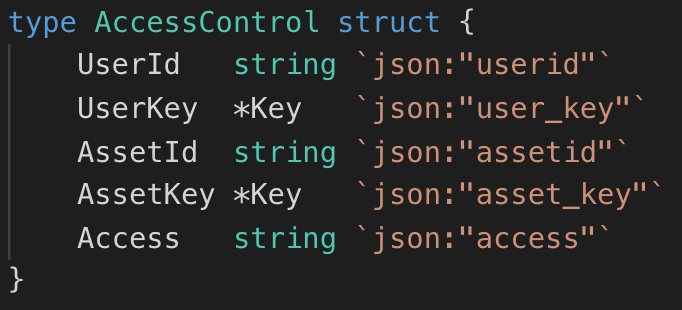 type AccessControl struct {
    UserId   string `json:"userid"`
    UserKey  *Key   `json:"user_key"`
    AssetId  string `json:"assetid"`
    AssetKey *Key   `json:"asset_key"`
    Access   string `json:"access"`
}